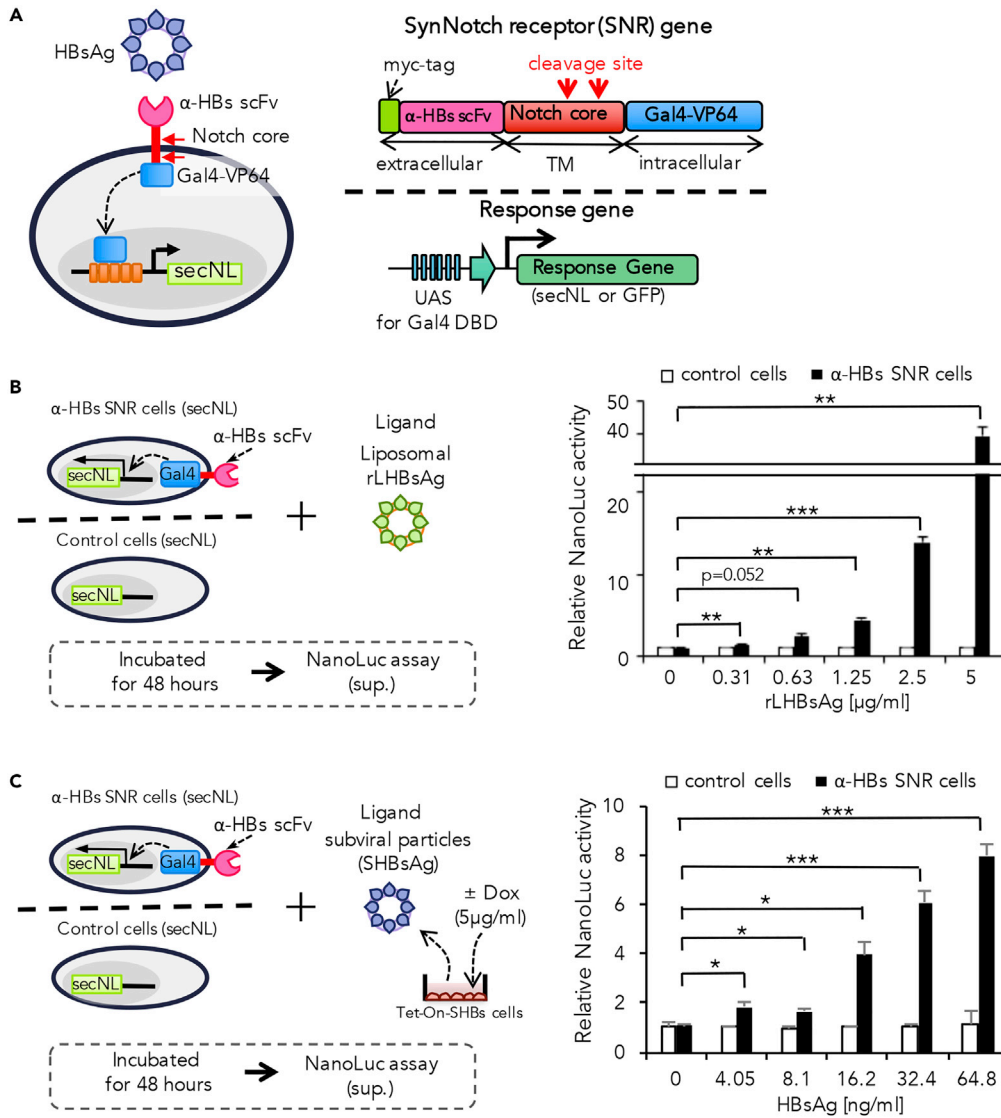 A
HBsAg
α-HBs scFv
Notch core
Gal4-VP64
secNL
SynNotch receptor (SNR) gene
myc-tag
cleavage site
α-HBs scFv
Notch core
Gal4-VP64
extracellular
TM
intracellular
Response gene
Response Gene
UAS
for Gal4 DBD
(secNL or GFP)
B
α-HBs SNR cells (secNL)
α-HBs scFv
secNL
Gal4
Control cells (secNL)
secNL
+
Ligand
Liposomal
rLHBsAg
Incubated
for 48 hours
NanoLuc assay
(sup.)
control cells
α-HBs SNR cells
Relative NanoLuc activity
50
40
20
10
0
**
***
**
p=0.052
**
0 0.31 0.63 1.25 2.5 5
rLHBsAg [µg/ml]
C
α-HBs SNR cells (secNL)
α-HBs scFv
secNL
Gal4
Control cells (secNL)
secNL
+
Ligand
subviral particles
(SHBsAg)
± Dox
(5µg/ml)
Tet-On-SHBs cells
Incubated
for 48 hours
NanoLuc assay
(sup.)
control cells
α-HBs SNR cells
Relative NanoLuc activity
10
8
6
4
2
0
***
***
*
*
*
0 4.05 8.1 16.2 32.4 64.8
HBsAg [ng/ml]